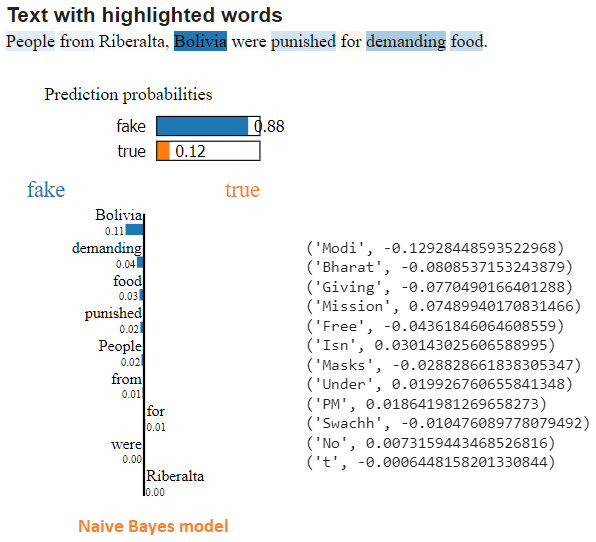 Text with highlighted words
People from Riberalta, Bolivia were punished for demanding food.
Prediction probabilities
fake 0.88
true 0.12
fake true
Bolivia
0.11
demanding
0.04
food
0.03
punished
0.02
People
0.02
from
0.01
for
0.01
were
0.00
Riberalta
0.00
Naive Bayes model
('Modi', -0.12928448593522968)
('Bharat', -0.0808537153243879)
('Giving', -0.0770490166401288)
('Mission', 0.07489940170831466)
('Free', -0.04361846064608559)
('Isn', 0.030143025606588995)
('Masks', -0.028828661838305347)
('Under', 0.019926760655841348)
('PM', 0.018641981269658273)
('Swachh', -0.010476089778079492)
('No', 0.0073159443468526816)
('t', -0.0006448158201330844)